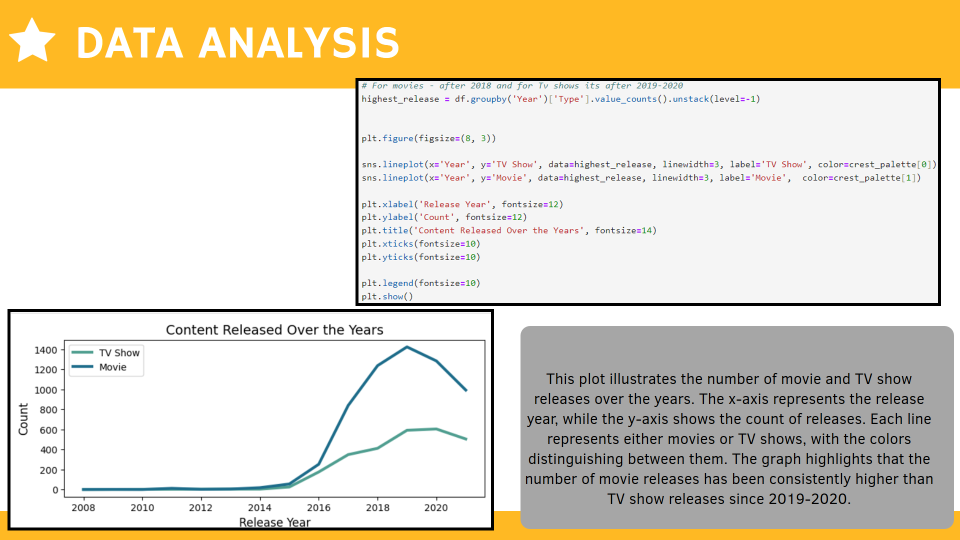 DATA ANALYSIS
# For movies - after 2018 and for Tv shows its after 2019-2020
highest_release = df.groupby('Year')['Type'].value_counts().unstack(level=-1)
plt.figure(figsize=(8, 3))
sns.lineplot(x='Year', y='TV Show', data=highest_release, linewidth=3, label='TV Show', color=crest_palette[0])
sns.lineplot(x='Year', y='Movie', data=highest_release, linewidth=3, label='Movie',  color=crest_palette[1])
plt.xlabel('Release Year', fontsize=12)
plt.ylabel('Count', fontsize=12)
plt.title('Content Released Over the Years', fontsize=14)
plt.xticks(fontsize=10)
plt.yticks(fontsize=10)
plt.legend(fontsize=10)
plt.show()
Content Released Over the Years
TV Show
Movie
Count
1400
1200
1000
800
600
400
200
0
2008 2010 2012 2014 2016 2018 2020
Release Year
This plot illustrates the number of movie and TV show
releases over the years. The x-axis represents the release
year, while the y-axis shows the count of releases. Each line
represents either movies or TV shows, with the colors
distinguishing between them. The graph highlights that the
number of movie releases has been consistently higher than
TV show releases since 2019-2020.